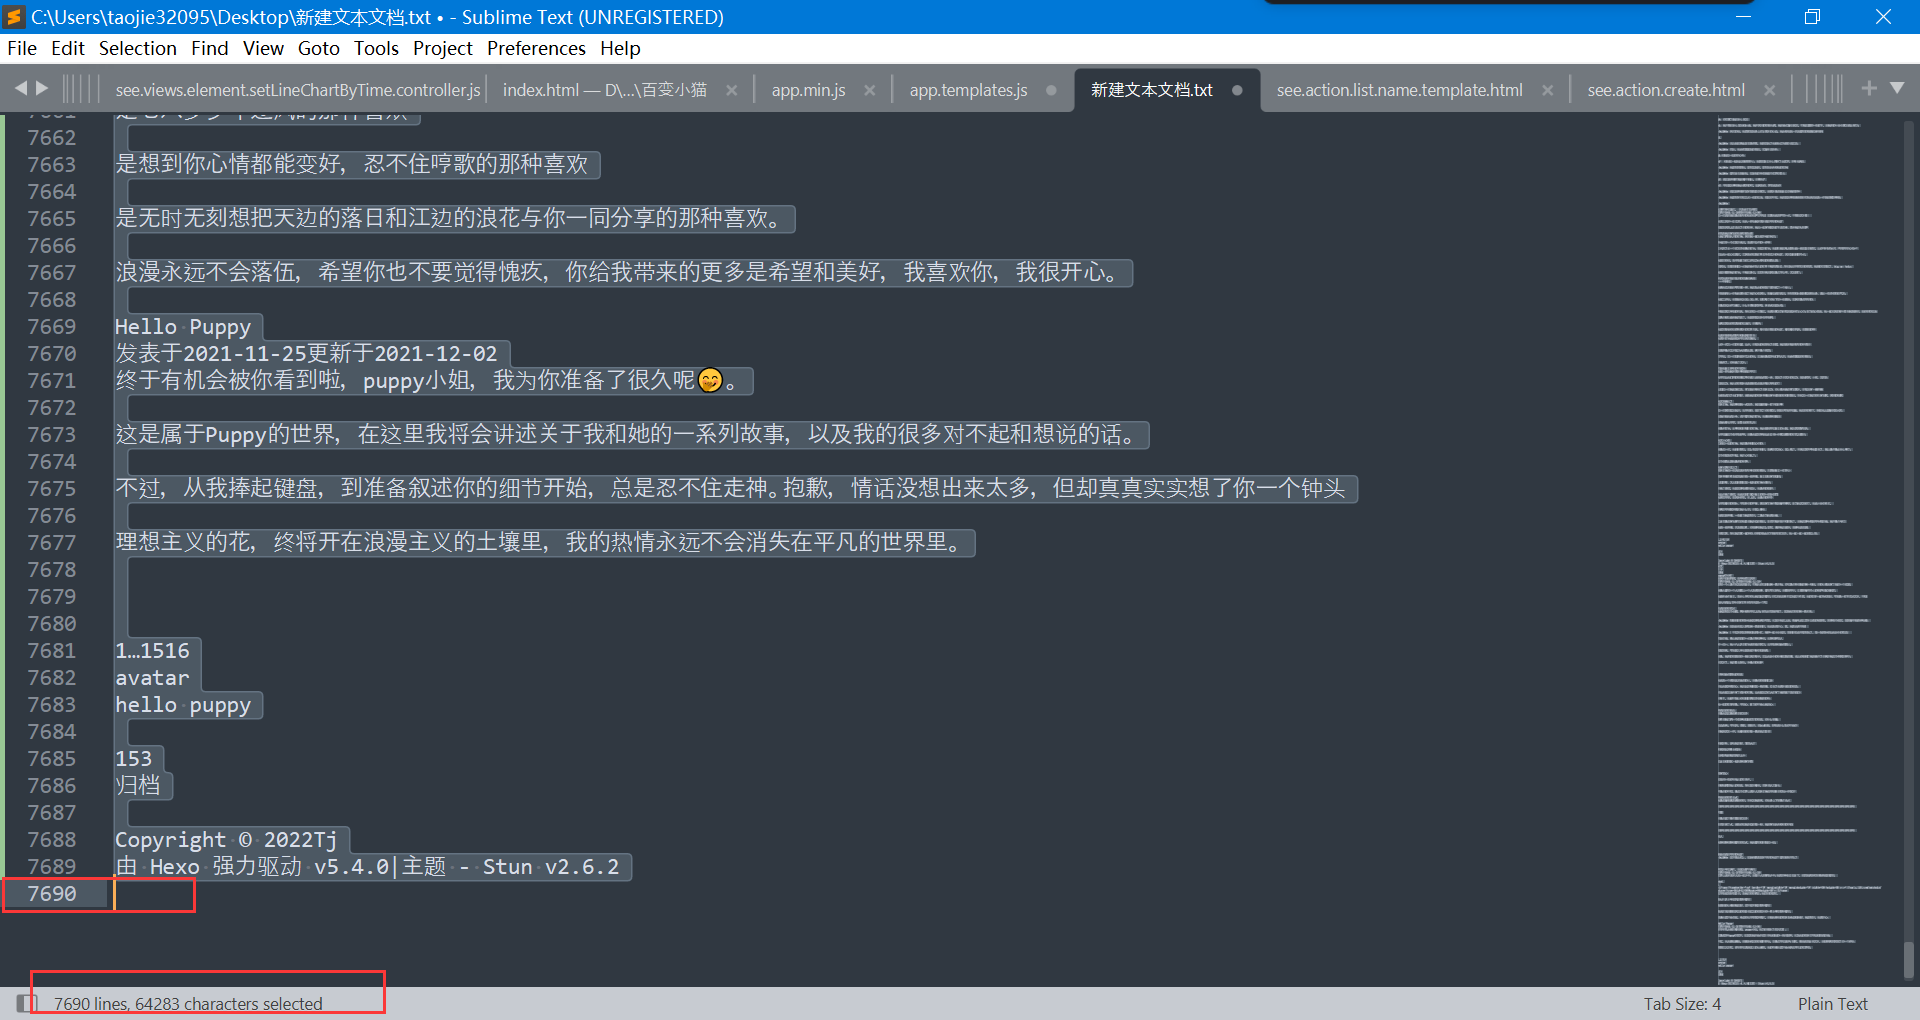 C:\Users\taojie32095\Desktop\新建文本文档.txt • - Sublime Text (UNREGISTERED)
File Edit Selection Find View Goto Tools Project Preferences Help
see.views.element.setLineChartByTime.controller.js index.html — D\...\百变小猫 app.min.js app.templates.js 新建文本文档.txt see.action.list.name.template.html see.action.create.html
7662
7663 是想到你心情都能变好，忍不住哼歌的那种喜欢
7664
7665 是无时无刻想把天边的落日和江边的浪花与你一同分享的那种喜欢。
7666
7667 浪漫永远不会落伍，希望你也不要觉得愧疚，你给我带来的更多是希望和美好，我喜欢你，我很开心。
7668
7669 Hello Puppy
7670 发表于2021-11-25更新于2021-12-02
7671 终于有机会被你看到啦，puppy小姐，我为你准备了很久呢🤭。
7672
7673 这是属于Puppy的世界，在这里我将会讲述关于我和她的一系列故事，以及我的很多对不起和想说的话。
7674
7675 不过，从我捧起键盘，到准备叙述你的细节开始，总是忍不住走神。抱歉，情话没想出来太多，但却真真实实想了你一个钟头
7676
7677 理想主义的花，终将开在浪漫主义的土壤里，我的热情永远不会消失在平凡的世界里。
7678
7679
7680
7681 1…1516
7682 avatar
7683 hello puppy
7684
7685 153
7686 归档
7687
7688 Copyright © 2022Tj
7689 由 Hexo 强力驱动 v5.4.0|主题 - Stun v2.6.2
7690
7690 lines, 64283 characters selected Tab Size: 4 Plain Text